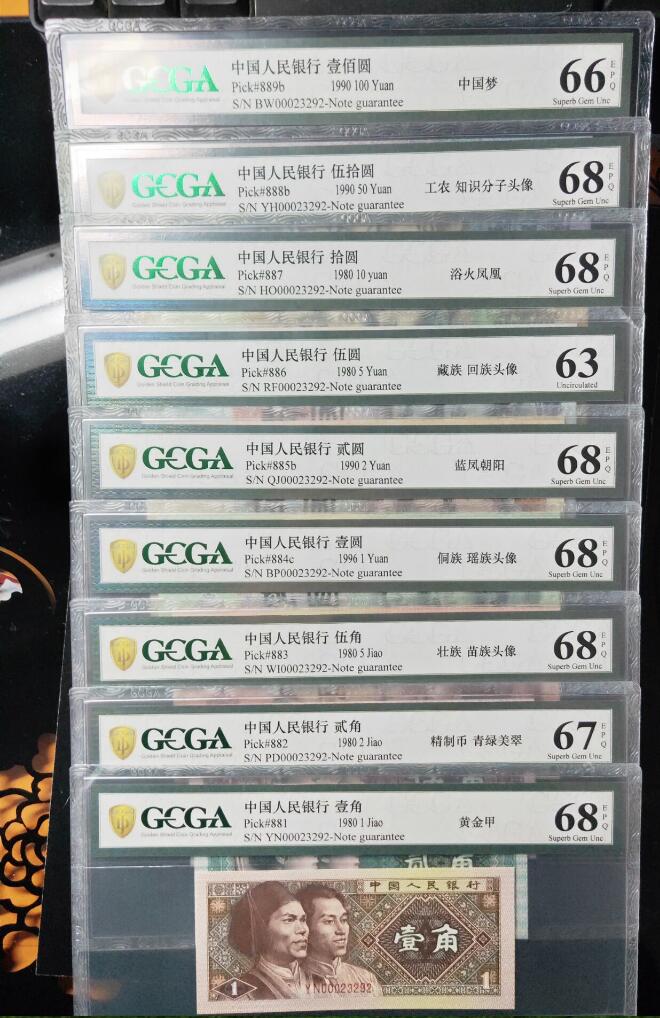 GCGA
中国人民银行 壹佰圆
Pick#889b 1990 100 Yuan 中国梦
S/N BW00023292-Note guarantee
66 EPQ
Superb Gem Unc
GCGA
Golden Shield Coin Grading Appraisal
中国人民银行 伍拾圆
Pick#888b 1990 50 Yuan 工农 知识分子头像
S/N YH00023292-Note guarantee
68 EPQ
Superb Gem Unc
GCGA
Golden Shield Coin Grading Appraisal
中国人民银行 拾圆
Pick#887 1980 10 yuan 浴火凤凰
S/N HO00023292-Note guarantee
68 EPQ
Superb Gem Unc
GCGA
Golden Shield Coin Grading Appraisal
中国人民银行 伍圆
Pick#886 1980 5 Yuan 藏族 回族头像
S/N RF00023292-Note guarantee
63
Uncirculated
GCGA
Golden Shield Coin Grading Appraisal
中国人民银行 贰圆
Pick#885b 1990 2 Yuan 蓝凤朝阳
S/N QJ00023292-Note guarantee
68 EPQ
Superb Gem Unc
GCGA
Golden Shield Coin Grading Appraisal
中国人民银行 壹圆
Pick#884c 1996 1 Yuan 侗族 瑶族头像
S/N BP00023292-Note guarantee
68 EPQ
Superb Gem Unc
GCGA
Golden Shield Coin Grading Appraisal
中国人民银行 伍角
Pick#883 1980 5 Jiao 壮族 苗族头像
S/N WI00023292-Note guarantee
68 EPQ
Superb Gem Unc
GCGA
Golden Shield Coin Grading Appraisal
中国人民银行 贰角
Pick#882 1980 2 Jiao 精制币 青绿美翠
S/N PD00023292-Note guarantee
67 EPQ
Superb Gem Unc
GCGA
Golden Shield Coin Grading Appraisal
中国人民银行 壹角
Pick#881 1980 1 Jiao 黄金甲
S/N YN00023292-Note guarantee
68 EPQ
Superb Gem Unc
贰角
中国人民银行
壹角
YN00023292
1
1